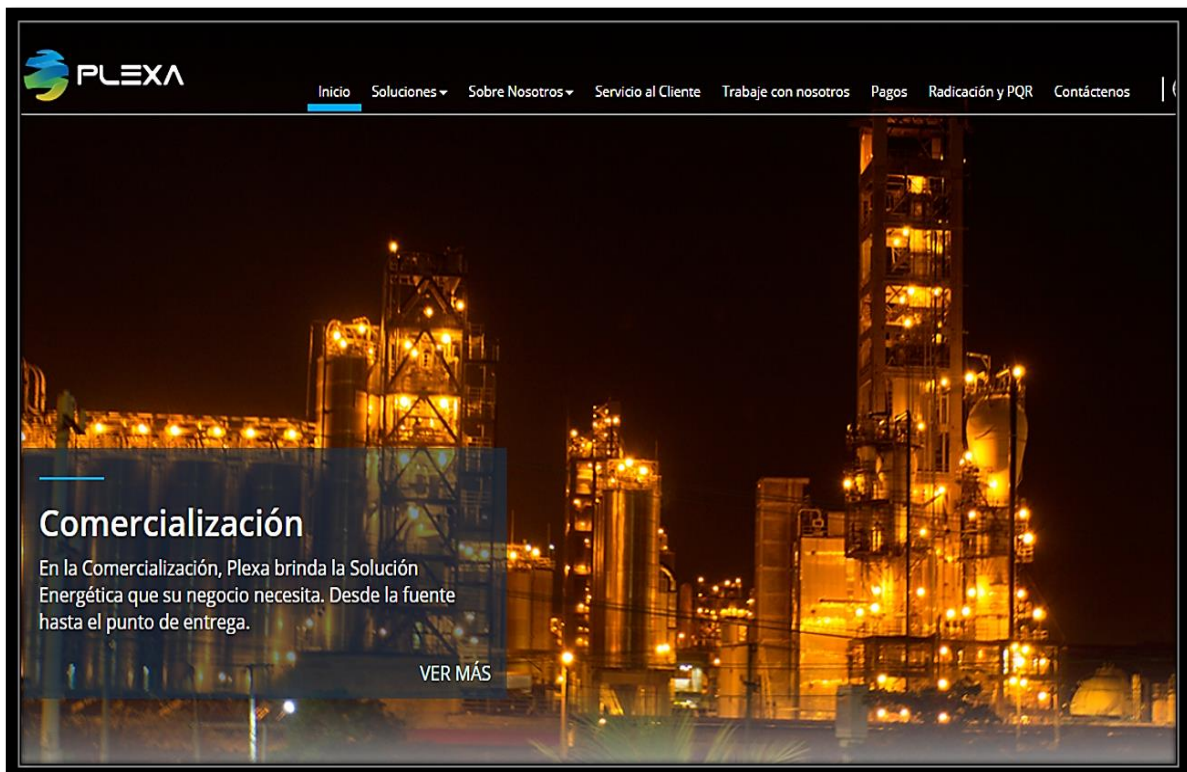 PLEXA
Inicio Soluciones Sobre Nosotros Servicio al Cliente Trabaje con nosotros Pagos Radicación y PQR Contáctenos
Comercialización
En la Comercialización, Plexa brinda la Solución
Energética que su negocio necesita. Desde la fuente
hasta el punto de entrega.
VER MÁS